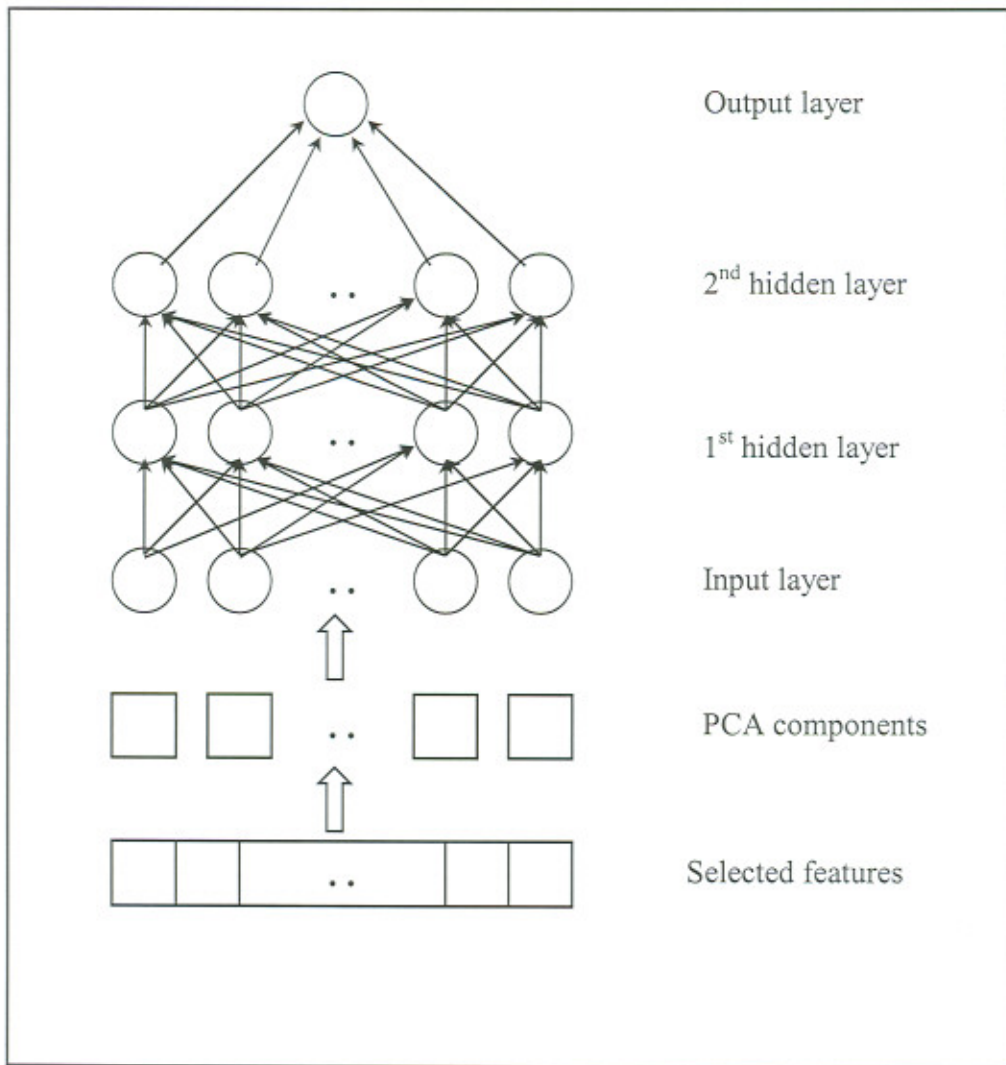 Output layer
2nd hidden layer
..
1st hidden layer
..
Input layer
..
PCA components
..
Selected features
..